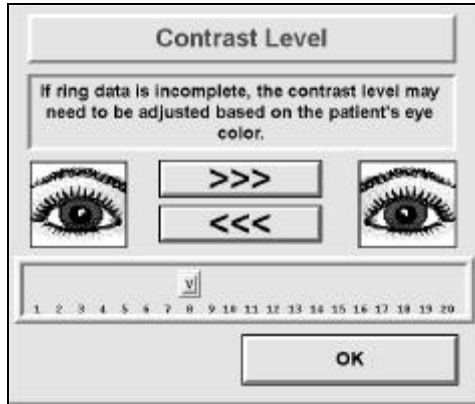 Contrast Level
If ring data is incomplete, the contrast level may
need to be adjusted based on the patient's eye
color.
>>>
<<<
V
1 2 3 4 5 6 7 8 9 10 11 12 13 14 15 16 17 18 19 20
OK